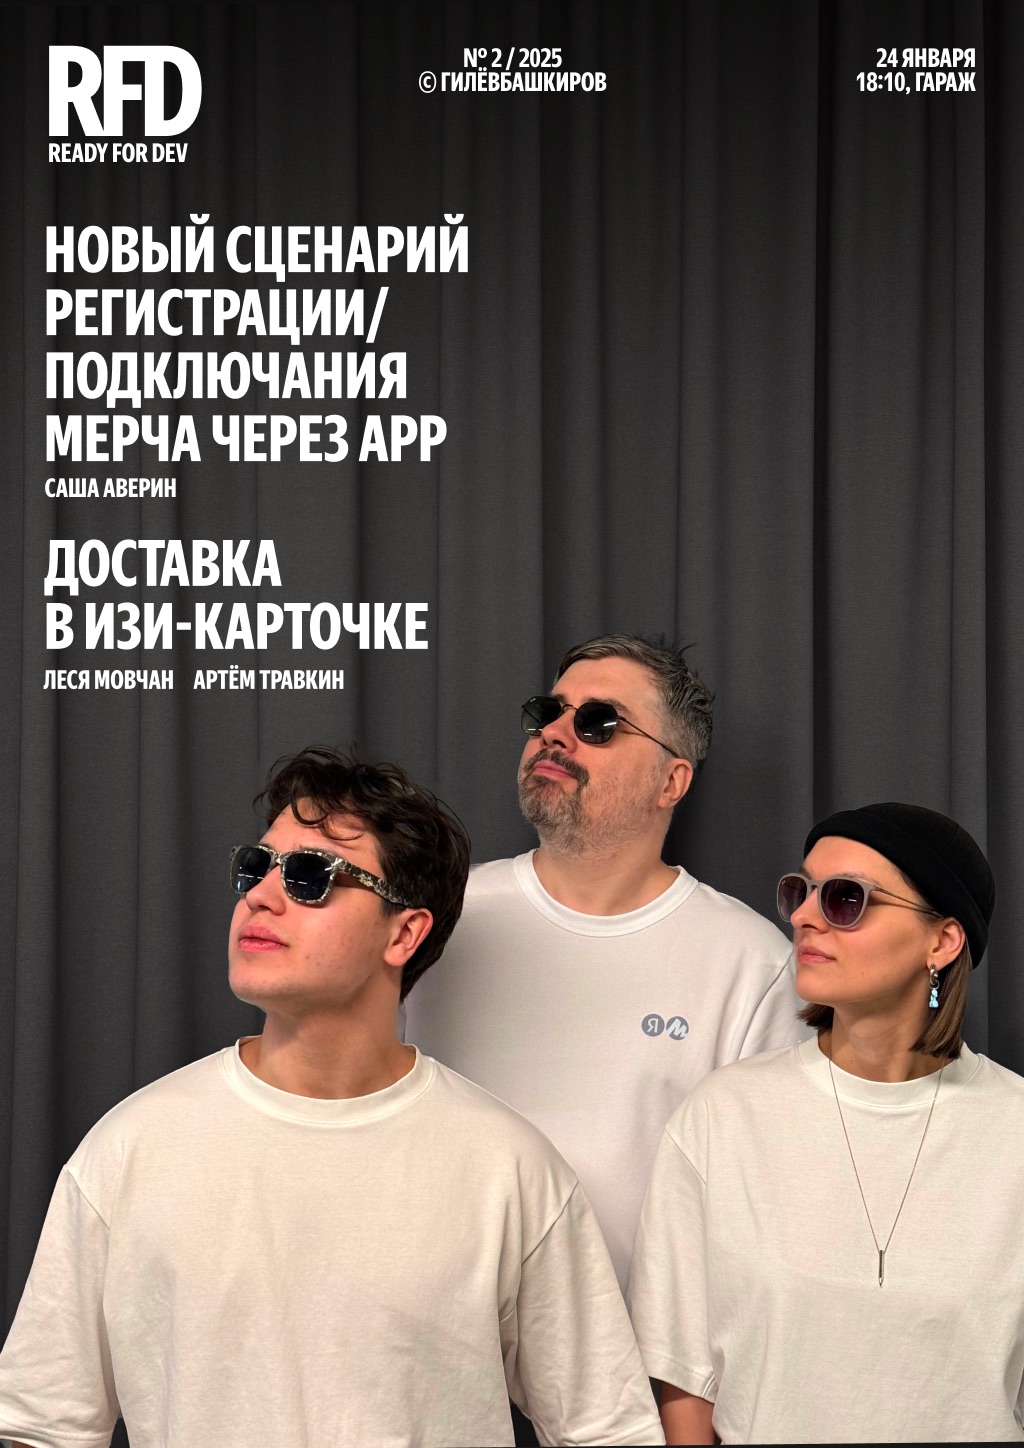 RFD
READY FOR DEV
№ 2 / 2025
© ГИЛЁВБАШКИРОВ
24 ЯНВАРЯ
18:10, ГАРАЖ
НОВЫЙ СЦЕНАРИЙ
РЕГИСТРАЦИИ/
ПОДКЛЮЧАНИЯ
МЕРЧА ЧЕРЕЗ APP
САША АВЕРИН
ДОСТАВКА
В ИЗИ-КАРТОЧКЕ
ЛЕСЯ МОВЧАН АРТЁМ ТРАВКИН
Я М